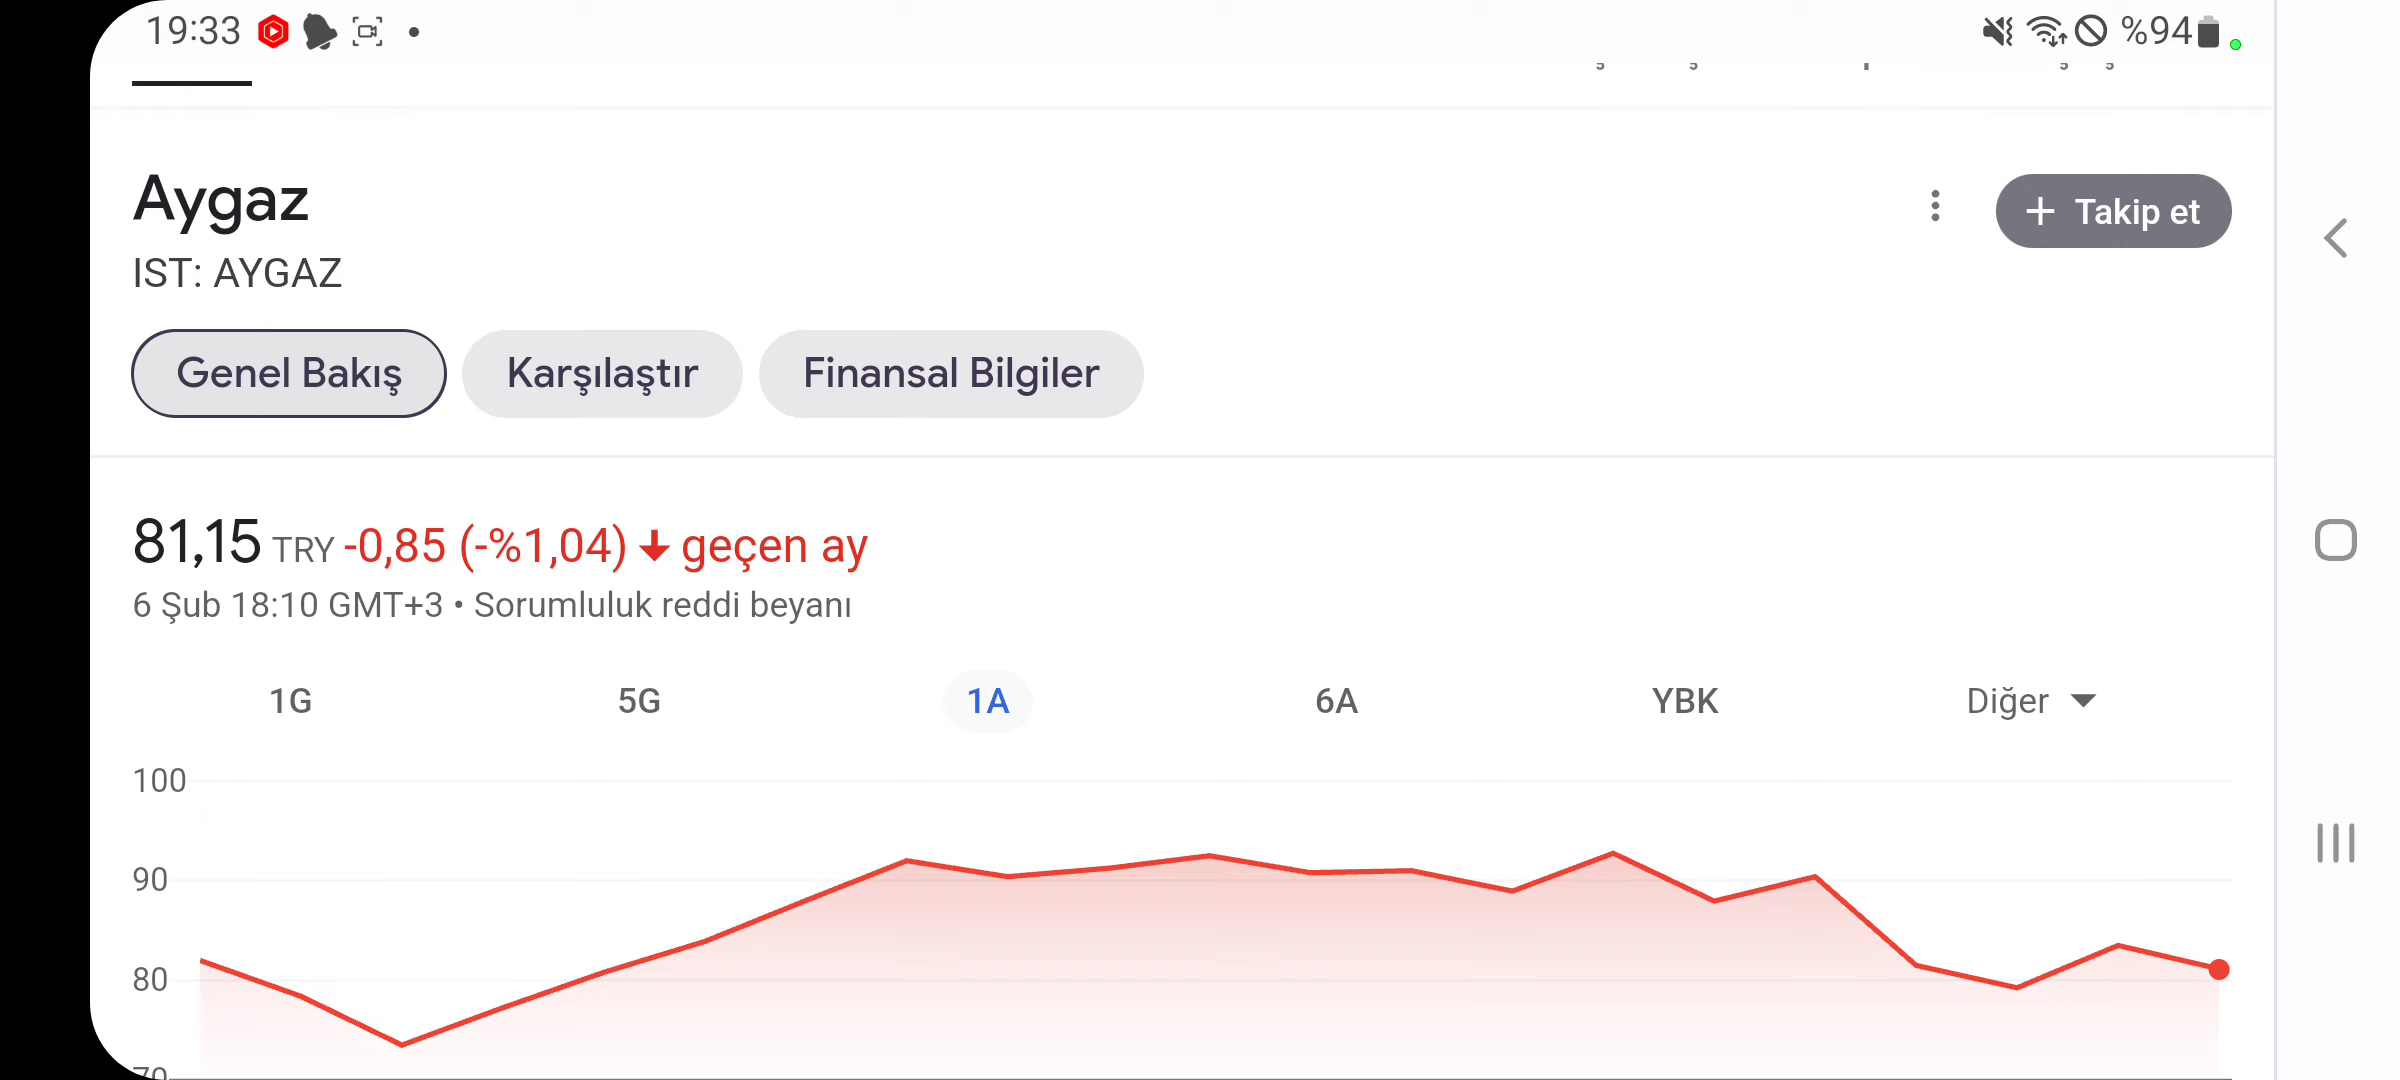 19:33 %94
Aygaz
+ Takip et
IST: AYGAZ
Genel Bakış Karşılaştır Finansal Bilgiler
81,15 TRY -0,85 (-%1,04) ↓ geçen ay
6 Şub 18:10 GMT+3 • Sorumluluk reddi beyanı
1G 5G 1A 6A YBK Diğer
100
90
80
70